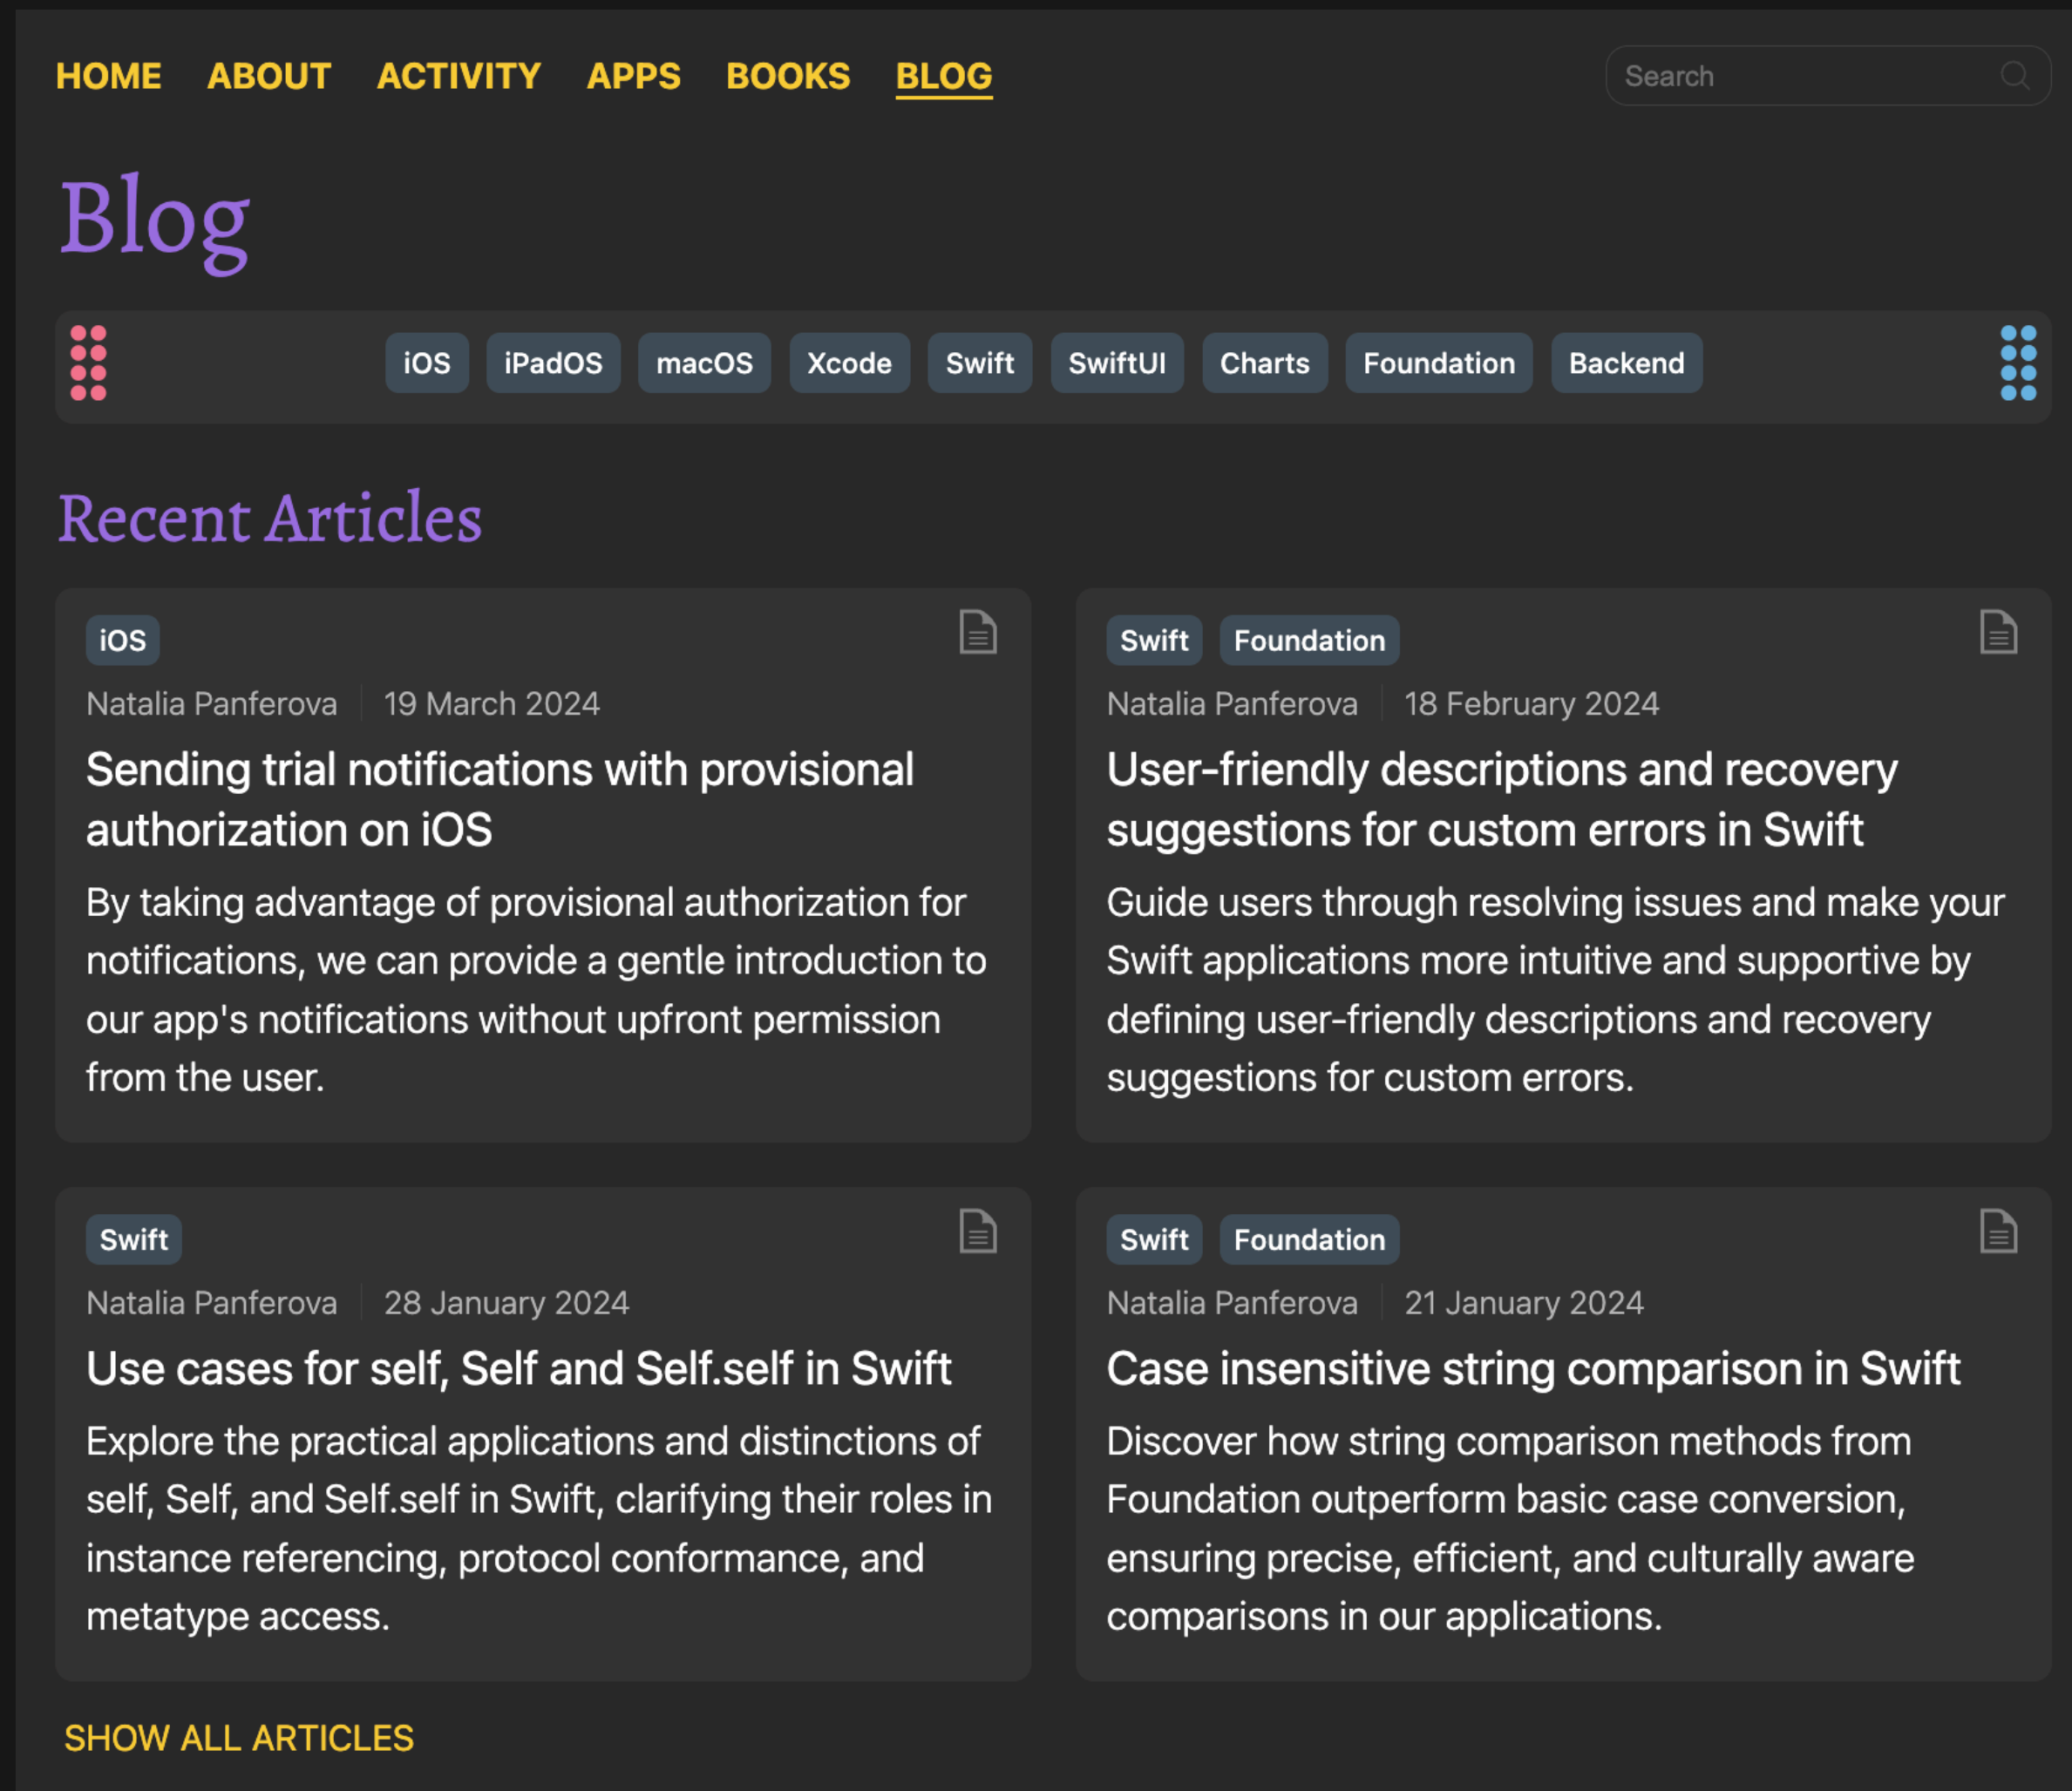 HOME ABOUT ACTIVITY APPS BOOKS BLOG Search
Blog
iOS iPadOS macOS Xcode Swift SwiftUI Charts Foundation Backend
Recent Articles
iOS
Natalia Panferova 19 March 2024
Sending trial notifications with provisional
authorization on iOS
By taking advantage of provisional authorization for
notifications, we can provide a gentle introduction to
our app's notifications without upfront permission
from the user.
Swift Foundation
Natalia Panferova 18 February 2024
User-friendly descriptions and recovery
suggestions for custom errors in Swift
Guide users through resolving issues and make your
Swift applications more intuitive and supportive by
defining user-friendly descriptions and recovery
suggestions for custom errors.
Swift
Natalia Panferova 28 January 2024
Use cases for self, Self and Self.self in Swift
Explore the practical applications and distinctions of
self, Self, and Self.self in Swift, clarifying their roles in
instance referencing, protocol conformance, and
metatype access.
Swift Foundation
Natalia Panferova 21 January 2024
Case insensitive string comparison in Swift
Discover how string comparison methods from
Foundation outperform basic case conversion,
ensuring precise, efficient, and culturally aware
comparisons in our applications.
SHOW ALL ARTICLES